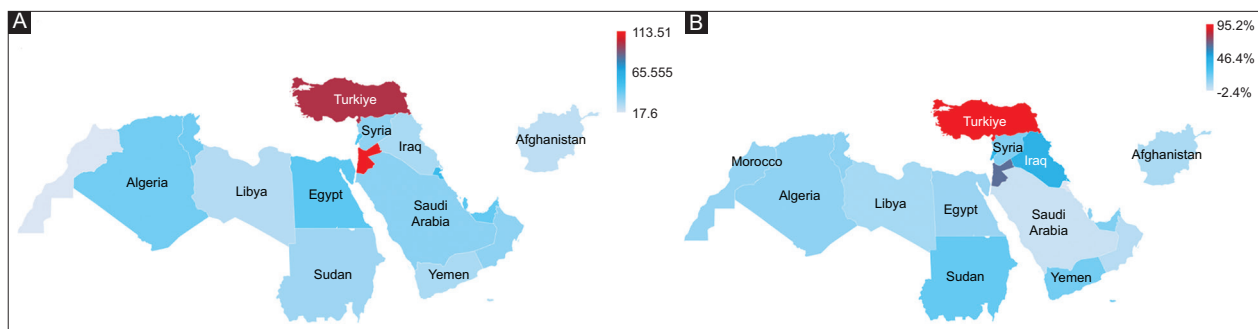 A
113.51
65.555
17.6
Turkiye
Syria
Iraq
Afghanistan
Algeria
Libya
Egypt
Saudi
Arabia
Sudan
Yemen
B
95.2%
46.4%
-2.4%
Turkiye
Syria
Iraq
Afghanistan
Morocco
Algeria
Libya
Egypt
Saudi
Arabia
Sudan
Yemen